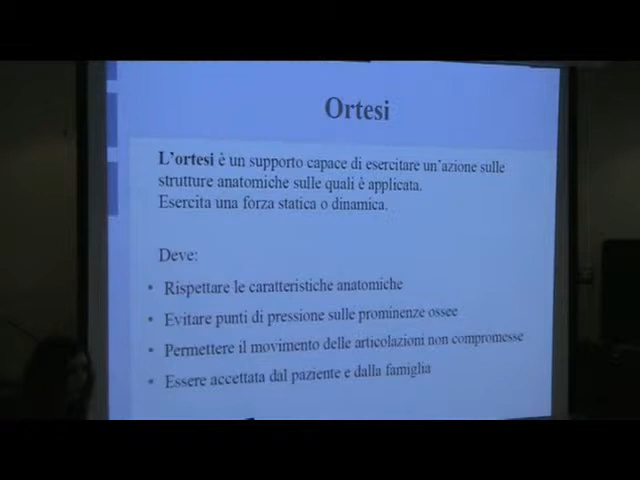 Ortesi
L'ortesi è un supporto capace di esercitare un'azione sulle
strutture anatomiche sulle quali è applicata.
Esercita una forza statica o dinamica.
Deve:
• Rispettare le caratteristiche anatomiche
• Evitare punti di pressione sulle prominenze ossee
• Permettere il movimento delle articolazioni non compromesse
• Essere accettata dal paziente e dalla famiglia